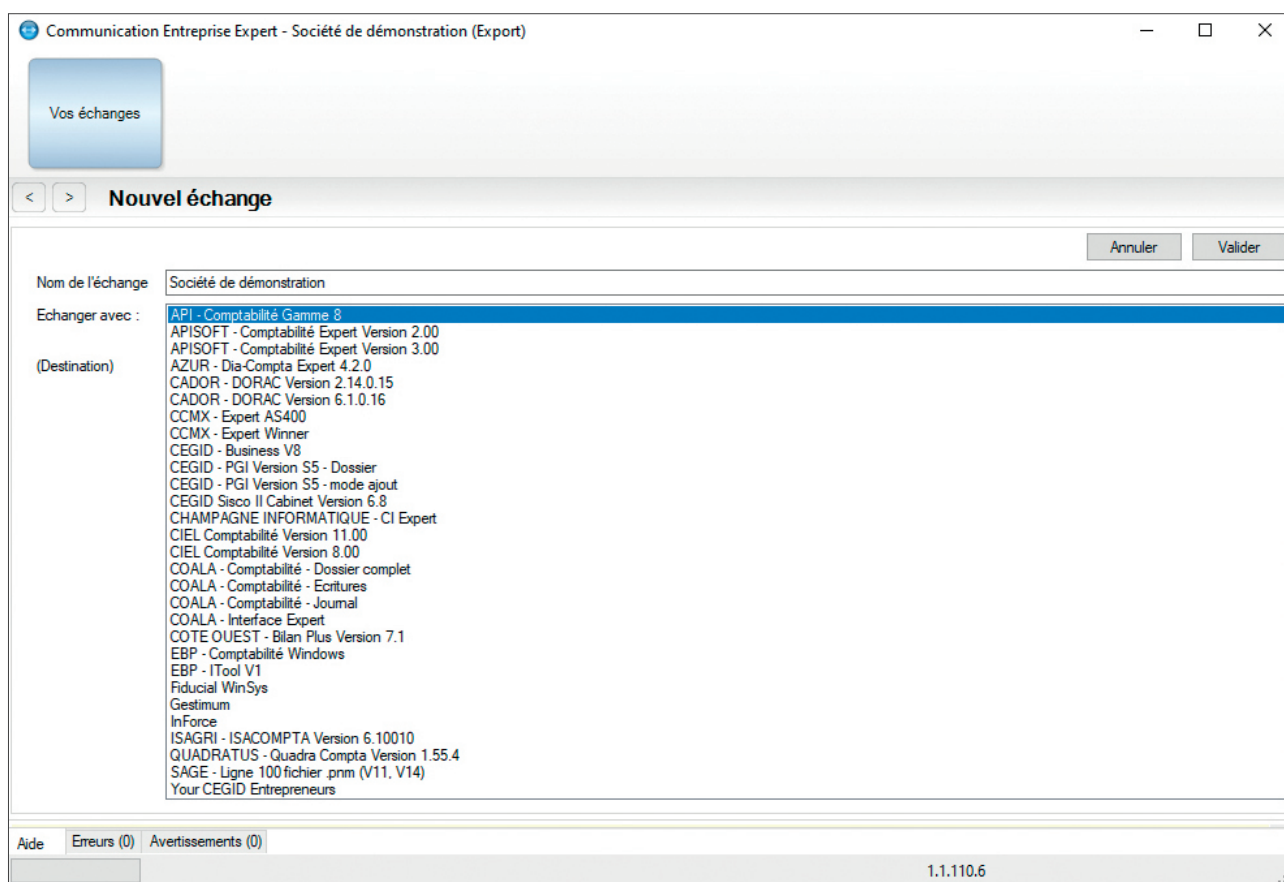 Communication Entreprise Expert - Société de démonstration (Export)
Vos échanges
< > Nouvel échange
Annuler Valider
Nom de l'échange Société de démonstration
Echanger avec : API - Comptabilité Gamme 8
APISOFT - Comptabilité Expert Version 2.00
APISOFT - Comptabilité Expert Version 3.00
(Destination) AZUR - Dia-Compta Expert 4.2.0
CADOR - DORAC Version 2.14.0.15
CADOR - DORAC Version 6.1.0.16
CCMX - Expert AS400
CCMX - Expert Winner
CEGID - Business V8
CEGID - PGI Version S5 - Dossier
CEGID - PGI Version S5 - mode ajout
CEGID Sisco II Cabinet Version 6.8
CHAMPAGNE INFORMATIQUE - CI Expert
CIEL Comptabilité Version 11.00
CIEL Comptabilité Version 8.00
COALA - Comptabilité - Dossier complet
COALA - Comptabilité - Ecritures
COALA - Comptabilité - Journal
COALA - Interface Expert
COTE OUEST - Bilan Plus Version 7.1
EBP - Comptabilité Windows
EBP - ITool V1
Fiducial WinSys
Gestimum
InForce
ISAGRI - ISACOMPTA Version 6.10010
QUADRATUS - Quadra Compta Version 1.55.4
SAGE - Ligne 100 fichier .pnm (V11, V14)
Your CEGID Entrepreneurs
Aide Erreurs (0) Avertissements (0)
1.1.110.6